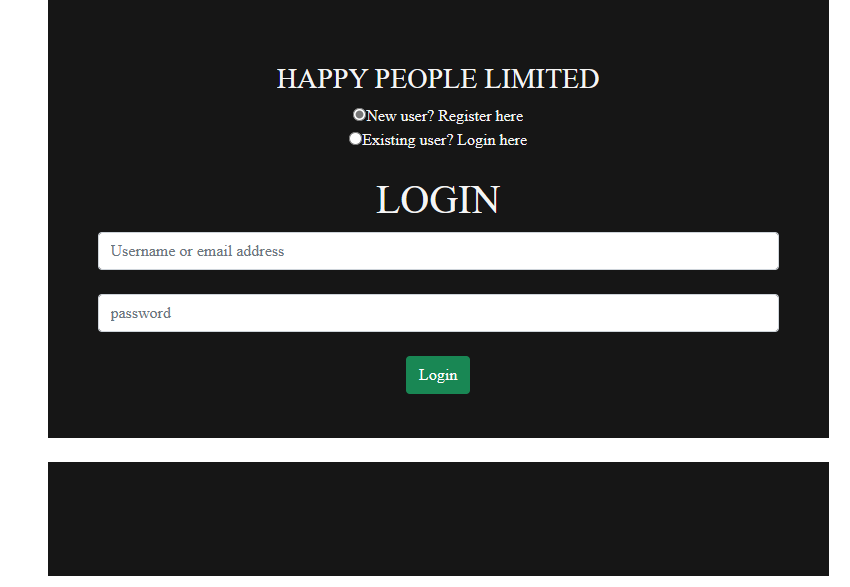 HAPPY PEOPLE LIMITED
New user? Register here
Existing user? Login here
LOGIN
Username or email address
password
Login